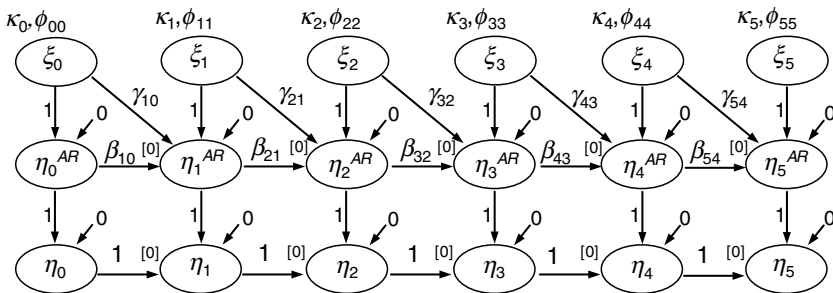 κ₀,ϕ₀₀ κ₁,ϕ₁₁ κ₂,ϕ₂₂ κ₃,ϕ₃₃ κ₄,ϕ₄₄ κ₅,ϕ₅₅
ξ₀ ξ₁ ξ₂ ξ₃ ξ₄ ξ₅
1 γ₁₀ 1 γ₂₁ 1 γ₃₂ 1 γ₄₃ 1 γ₅₄ 1
0 0 0 0 0 0
η₀ᴬᴿ β₁₀ [0] η₁ᴬᴿ β₂₁ [0] η₂ᴬᴿ β₃₂ [0] η₃ᴬᴿ β₄₃ [0] η₄ᴬᴿ β₅₄ [0] η₅ᴬᴿ
1 0 1 0 1 0 1 0 1 0 1 0
η₀ 1 [0] η₁ 1 [0] η₂ 1 [0] η₃ 1 [0] η₄ 1 [0] η₅